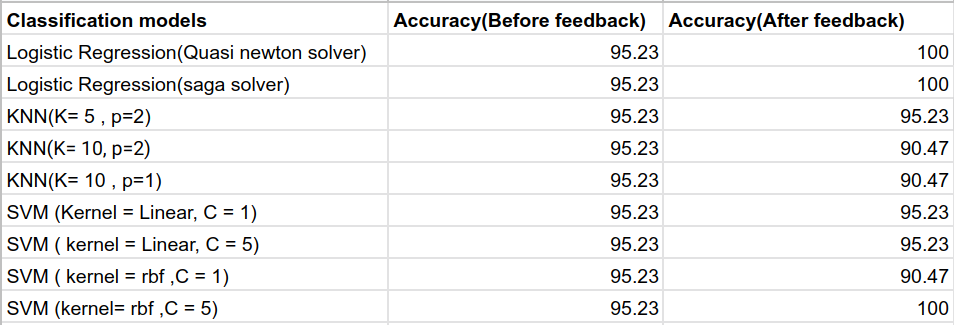 Classification models Accuracy(Before feedback) Accuracy(After feedback)
Logistic Regression(Quasi newton solver) 95.23 100
Logistic Regression(saga solver) 95.23 100
KNN(K= 5 , p=2) 95.23 95.23
KNN(K= 10, p=2) 95.23 90.47
KNN(K= 10 , p=1) 95.23 90.47
SVM (Kernel = Linear, C = 1) 95.23 95.23
SVM ( kernel = Linear, C = 5) 95.23 95.23
SVM ( kernel = rbf ,C = 1) 95.23 90.47
SVM (kernel= rbf ,C = 5) 95.23 100